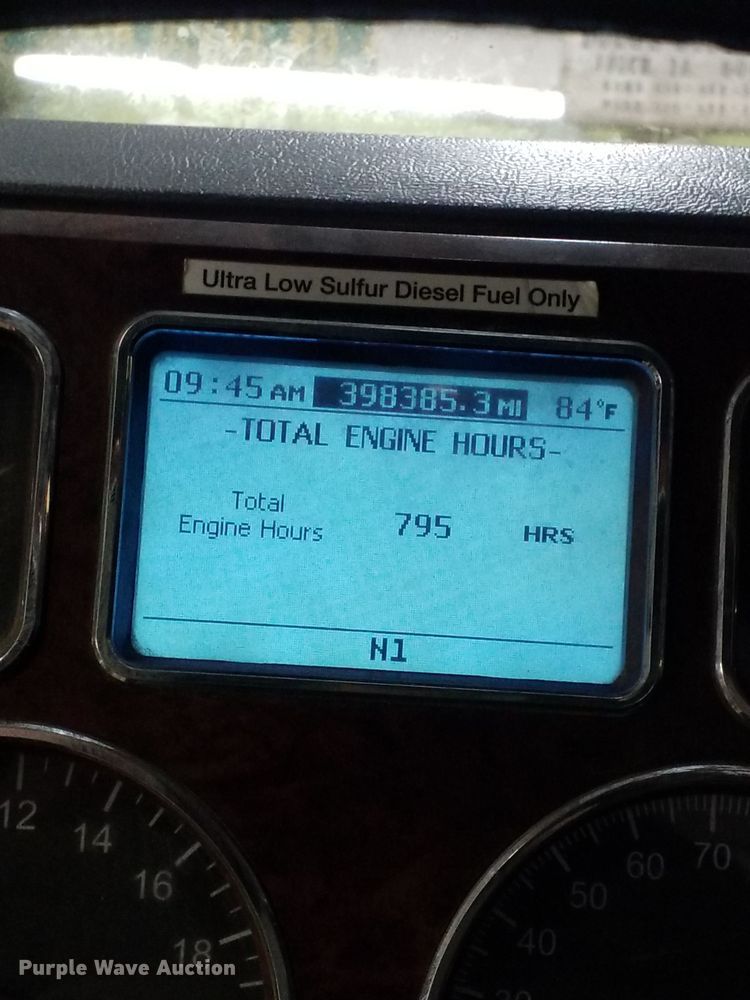 Ultra Low Sulfur Diesel Fuel Only
09:45 AM 398385.3 MI 84°F
-TOTAL ENGINE HOURS-
Total
Engine Hours 795 HRS
N1
12
14
16
18
40
50
60
70
Purple Wave Auction